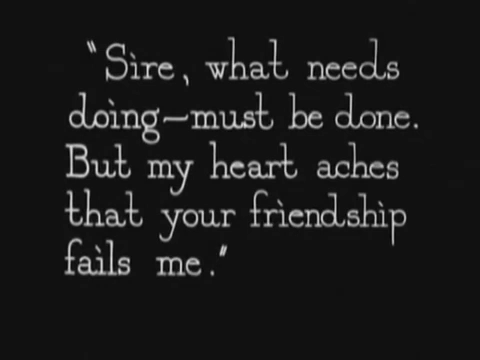 "Sire, what needs
doing—must be done.
But my heart aches
that your friendship
fails me."